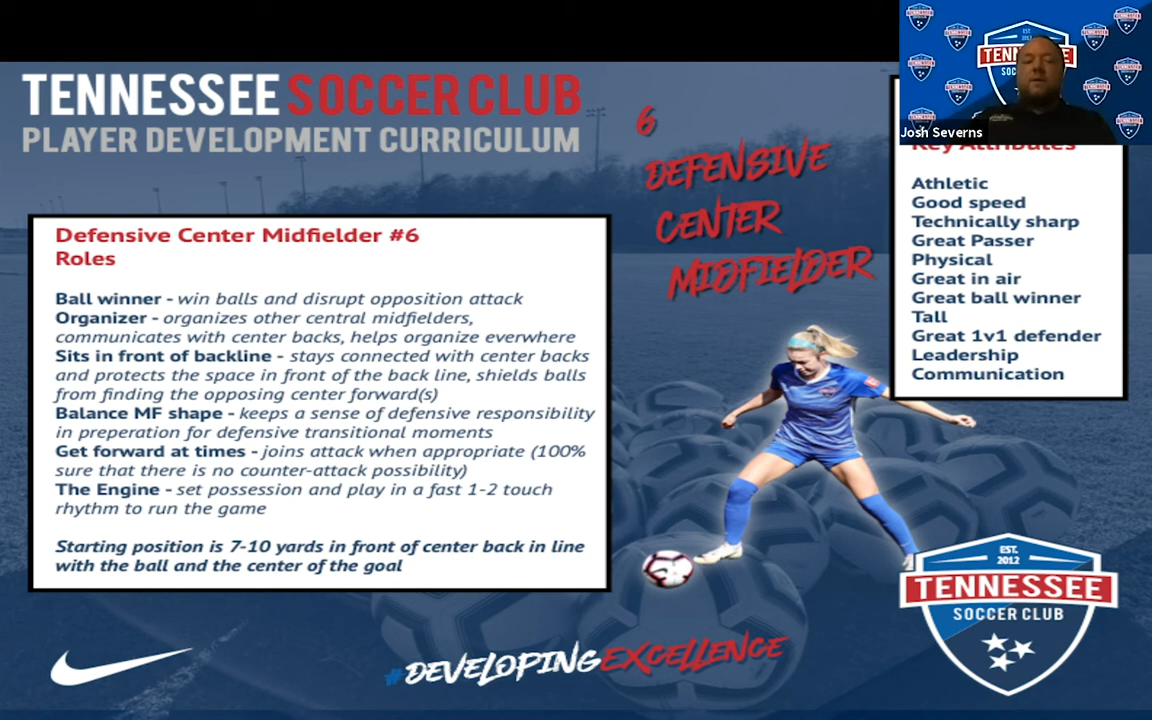 TENNESSEE SOCCER CLUB
PLAYER DEVELOPMENT CURRICULUM
Defensive Center Midfielder #6
Roles
Ball winner - win balls and disrupt opposition attack
Organizer - organizes other central midfielders,
communicates with center backs, helps organize everwhere
Sits in front of backline - stays connected with center backs
and protects the space in front of the back line, shields balls
from finding the opposing center forward(s)
Balance MF shape - keeps a sense of defensive responsibility
in preperation for defensive transitional moments
Get forward at times - joins attack when appropriate (100%
sure that there is no counter-attack possibility)
The Engine - set possession and play in a fast 1-2 touch
rhythm to run the game
Starting position is 7-10 yards in front of center back in line
with the ball and the center of the goal
6
DEFENSIVE
CENTER
MIDFIELDER
Josh Severns
Key Attributes
Athletic
Good speed
Technically sharp
Great Passer
Physical
Great in air
Great ball winner
Tall
Great 1v1 defender
Leadership
Communication
#DEVELOPINGEXCELLENCE
EST.
2012
TENNESSEE
SOCCER CLUB